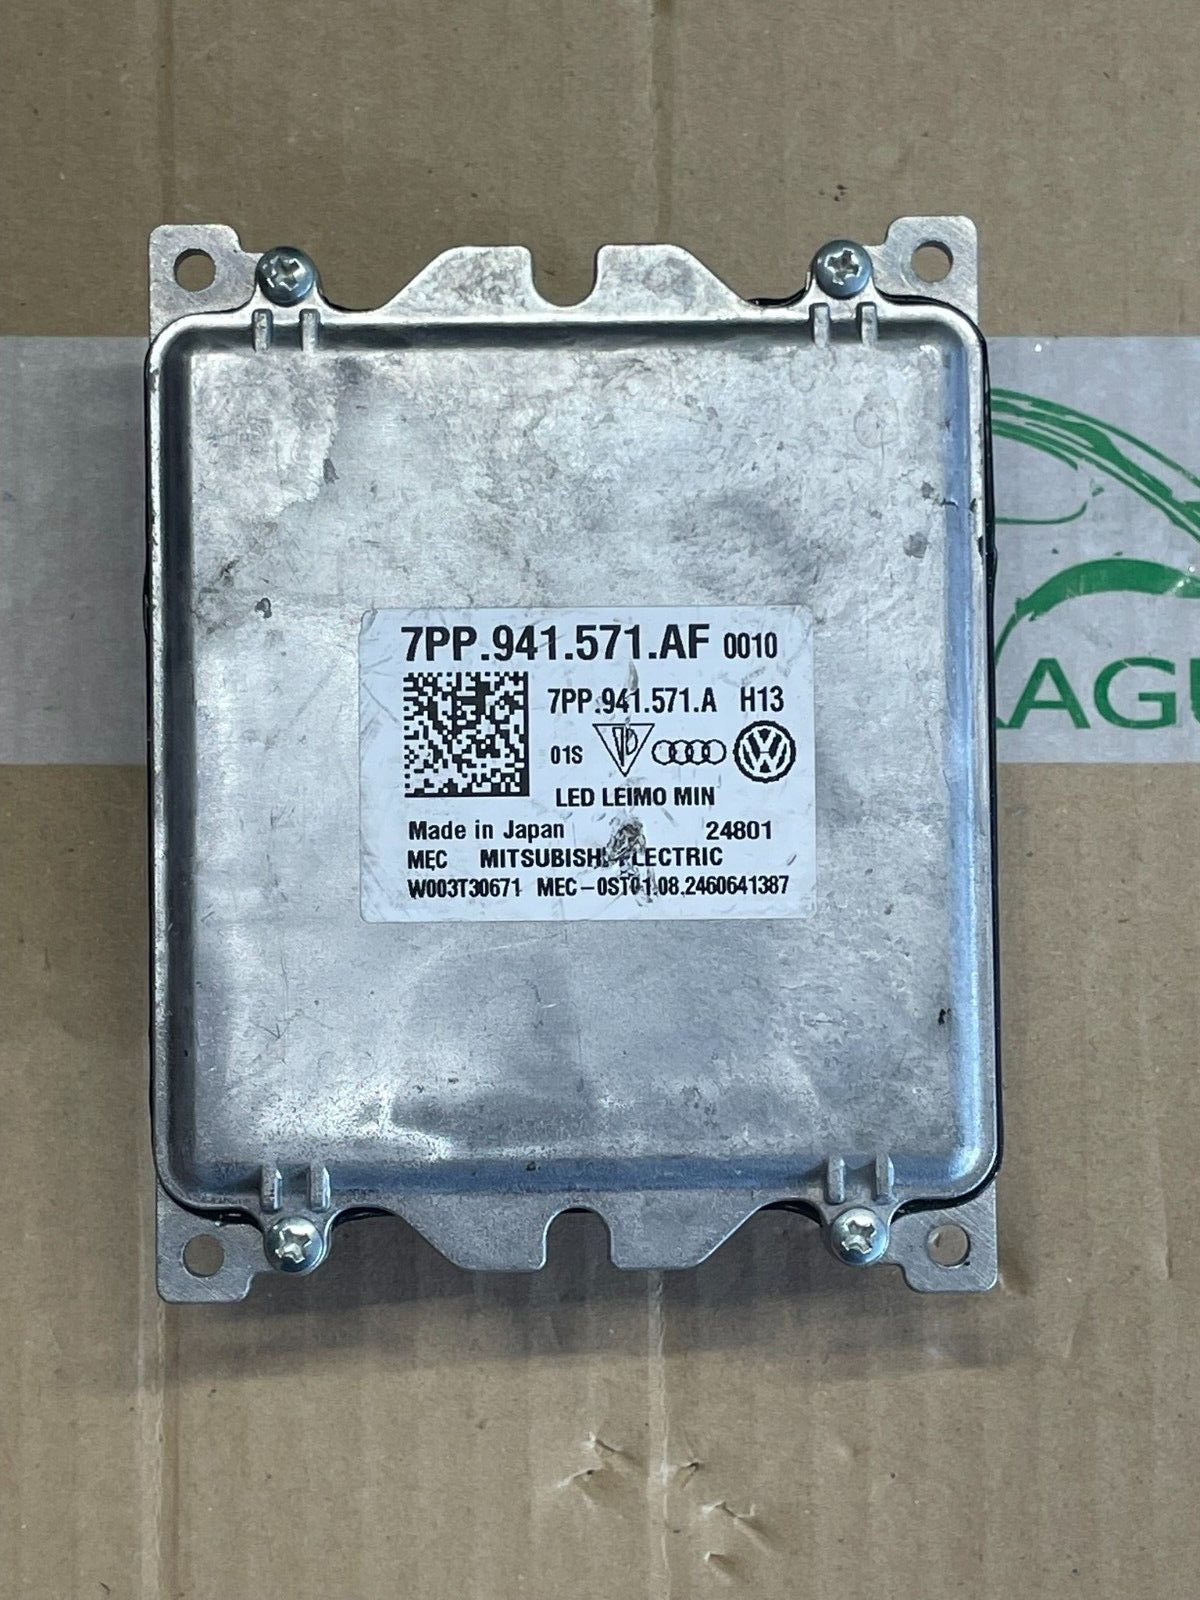 7PP.941.571.AF 0010
7PP.941.571.A H13
01S
LED LEIMO MIN
Made in Japan 24801
MEC MITSUBISHI ELECTRIC
W003T30671 MEC-0ST01.08.2460641387